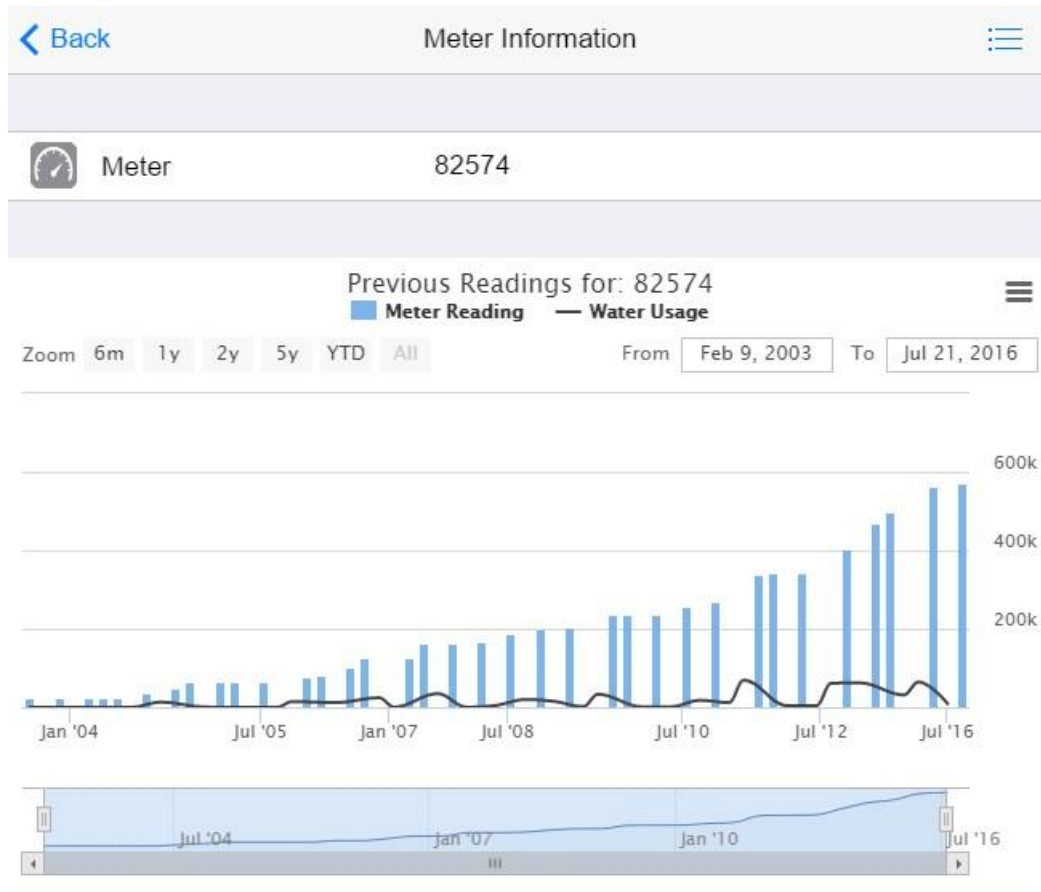 Back Meter Information
Meter 82574
Previous Readings for: 82574
Meter Reading Water Usage
Zoom 6m 1y 2y 5y YTD All From Feb 9, 2003 To Jul 21, 2016
600k
400k
200k
Jan '04 Jul '05 Jan '07 Jul '08 Jul '10 Jul '12 Jul '16
Jul '04 Jan '07 Jan '10 Jul '16